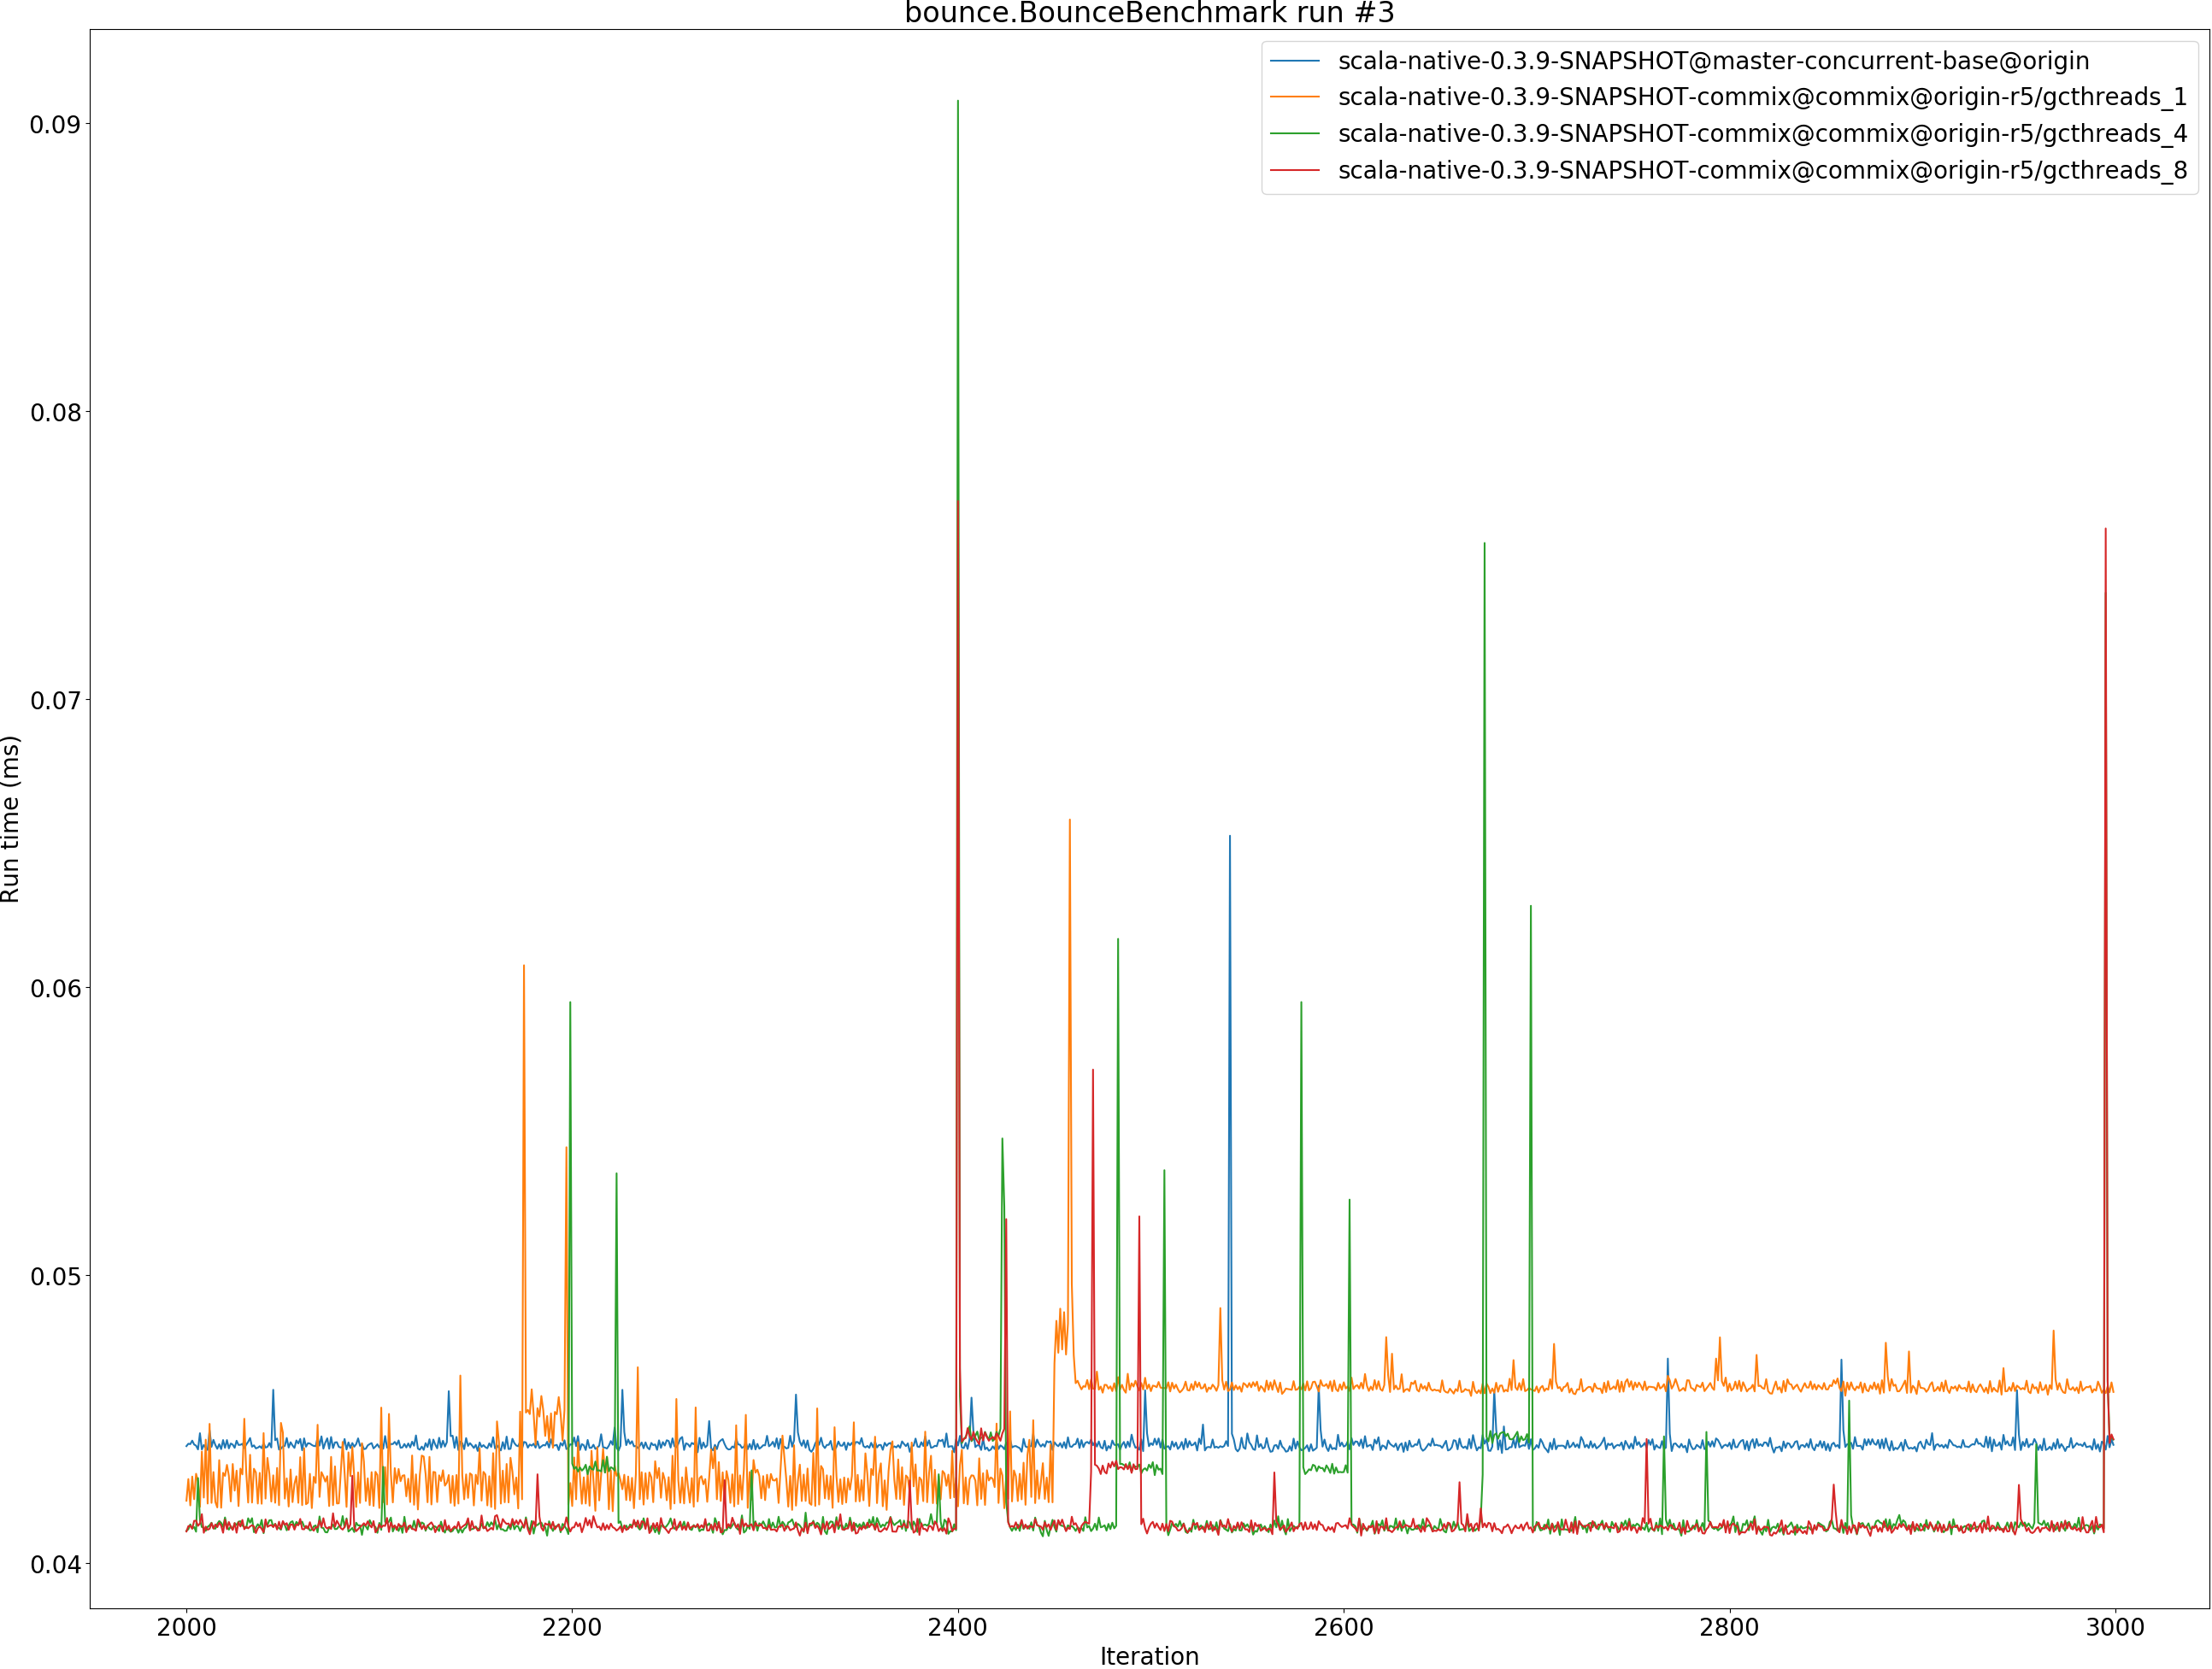 bounce.BounceBenchmark run #3
scala-native-0.3.9-SNAPSHOT@master-concurrent-base@origin
scala-native-0.3.9-SNAPSHOT-commix@commix@origin-r5/gcthreads_1
scala-native-0.3.9-SNAPSHOT-commix@commix@origin-r5/gcthreads_4
scala-native-0.3.9-SNAPSHOT-commix@commix@origin-r5/gcthreads_8
Run time (ms)
0.09
0.08
0.07
0.06
0.05
0.04
2000 2200 2400 2600 2800 3000
Iteration